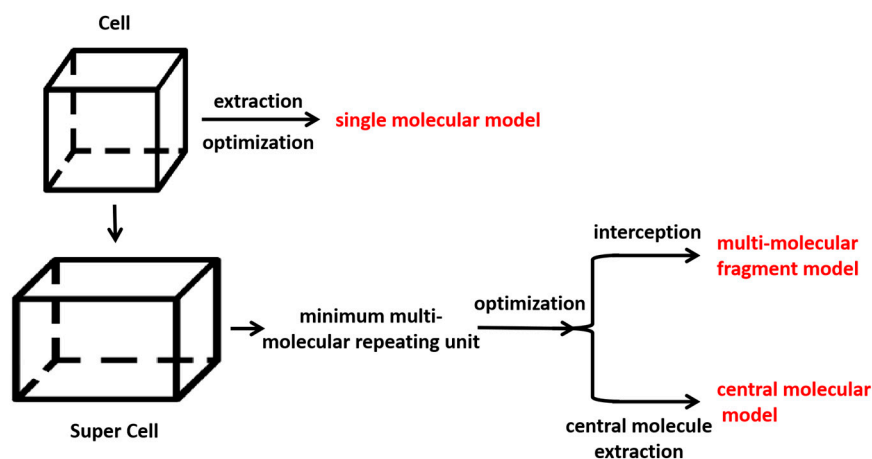 Cell
extraction
optimization
single molecular model
Super Cell
minimum multi-
molecular repeating unit
optimization
interception
multi-molecular
fragment model
central molecule
extraction
central molecular
model